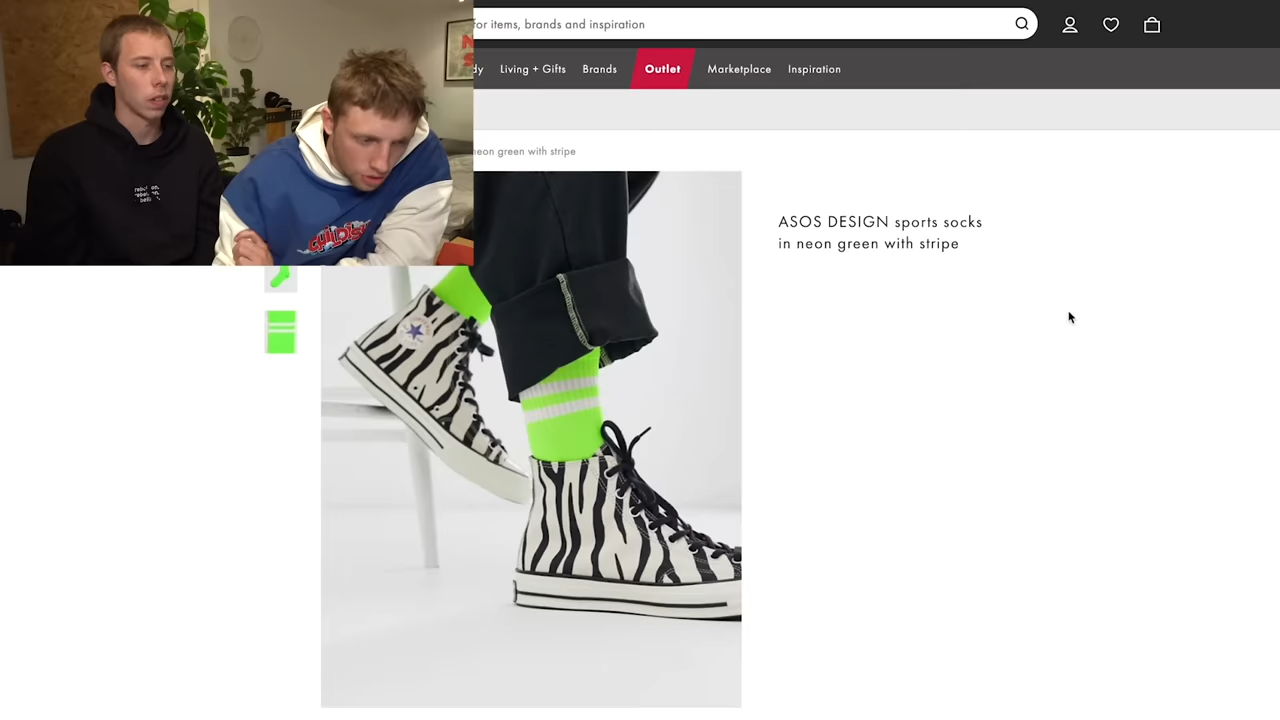 for items, brands and inspiration
dy
Living + Gifts
Brands
Outlet
Marketplace
Inspiration
neon green with stripe
ASOS DESIGN sports socks
in neon green with stripe
CHILDISH